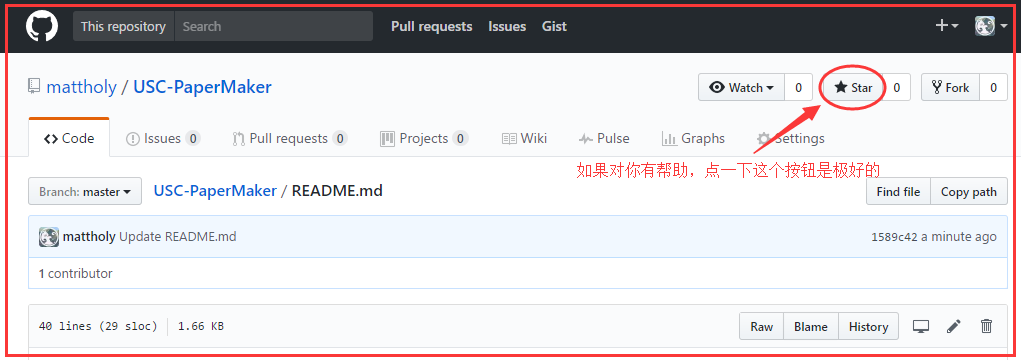 This repository Search Pull requests Issues Gist
mattholy / USC-PaperMaker Watch 0 Star 0 Fork 0
Code Issues 0 Pull requests 0 Projects 0 Wiki Pulse Graphs Settings
如果对你有帮助，点一下这个按钮是极好的
Branch: master USC-PaperMaker / README.md Find file Copy path
mattholy Update README.md 1589c42 a minute ago
1 contributor
40 lines (29 sloc) 1.66 KB Raw Blame History